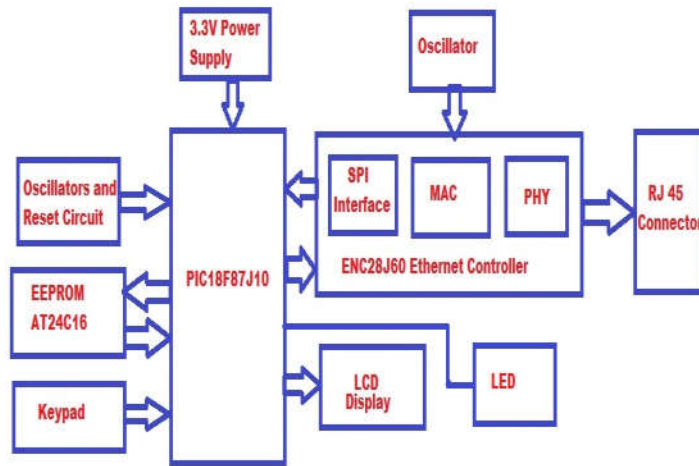 3.3V Power
Supply
Oscillator
Oscillators and
Reset Circuit
SPI
Interface
MAC
PHY
RJ 45
Connector
PIC18F87J10
ENC28J60 Ethernet Controller
EEPROM
AT24C16
Keypad
LCD
Display
LED